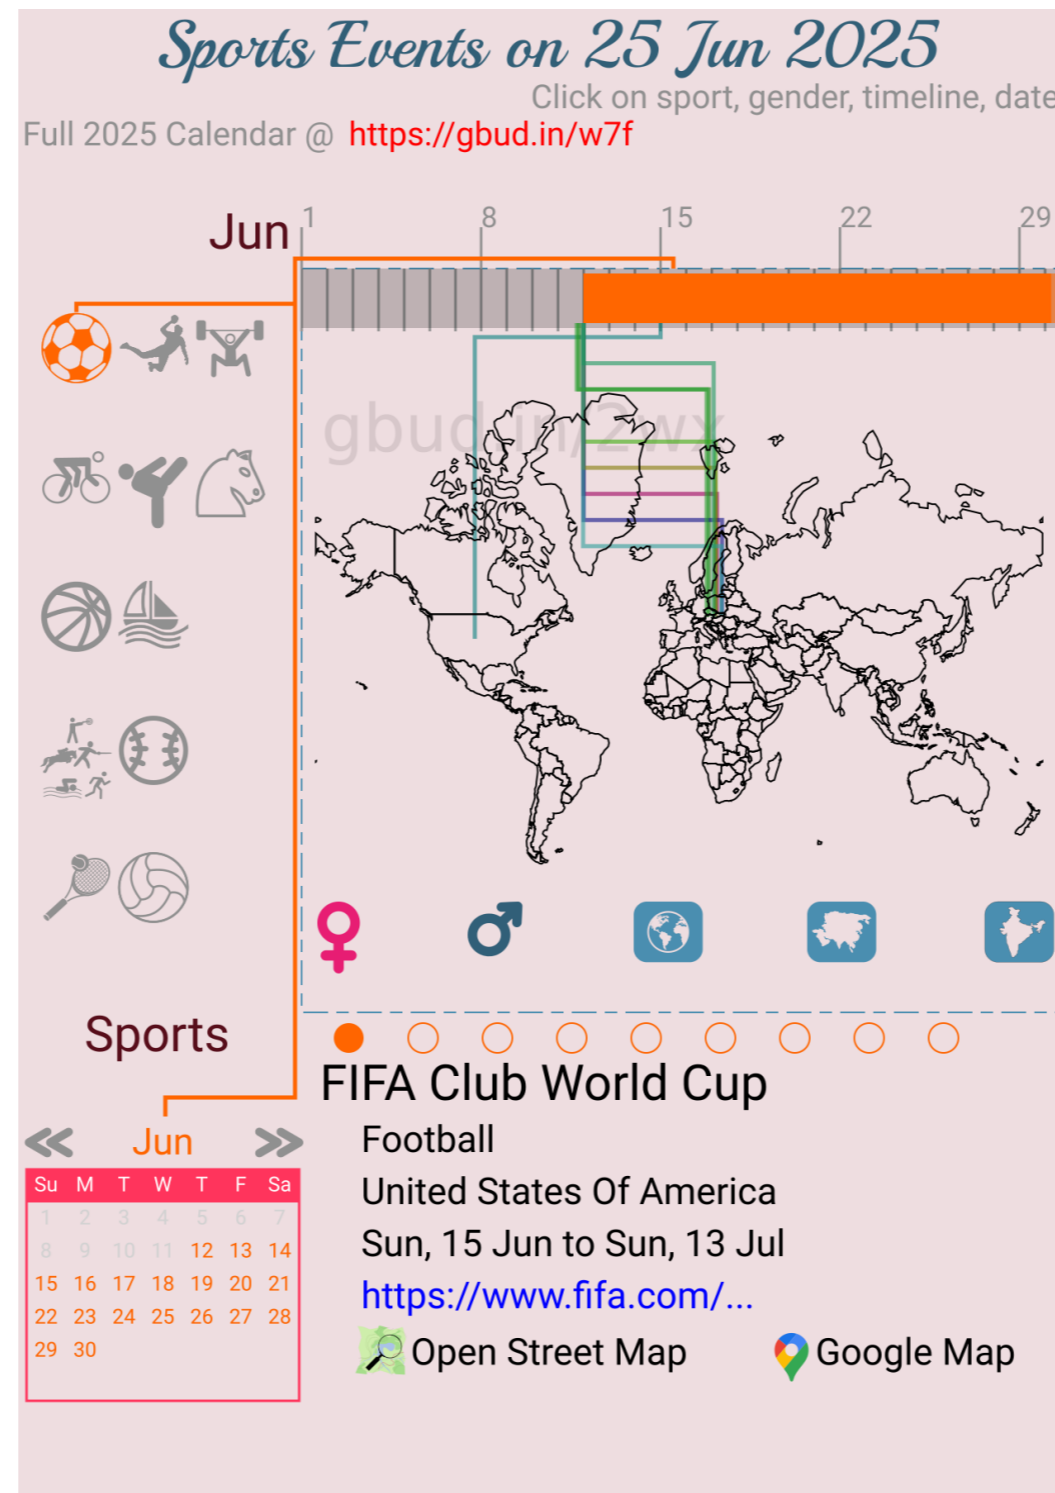 Sports Events on 25 Jun 2025
Click on sport, gender, timeline, date
Full 2025 Calendar @ https://gbud.in/w7f
Jun
1 8 15 22 29
gbud.in/2wx
Sports
FIFA Club World Cup
Football
United States Of America
Sun, 15 Jun to Sun, 13 Jul
https://www.fifa.com/...
Open Street Map Google Map
Jun
Su M T W T F Sa
1 2 3 4 5 6 7
8 9 10 11 12 13 14
15 16 17 18 19 20 21
22 23 24 25 26 27 28
29 30